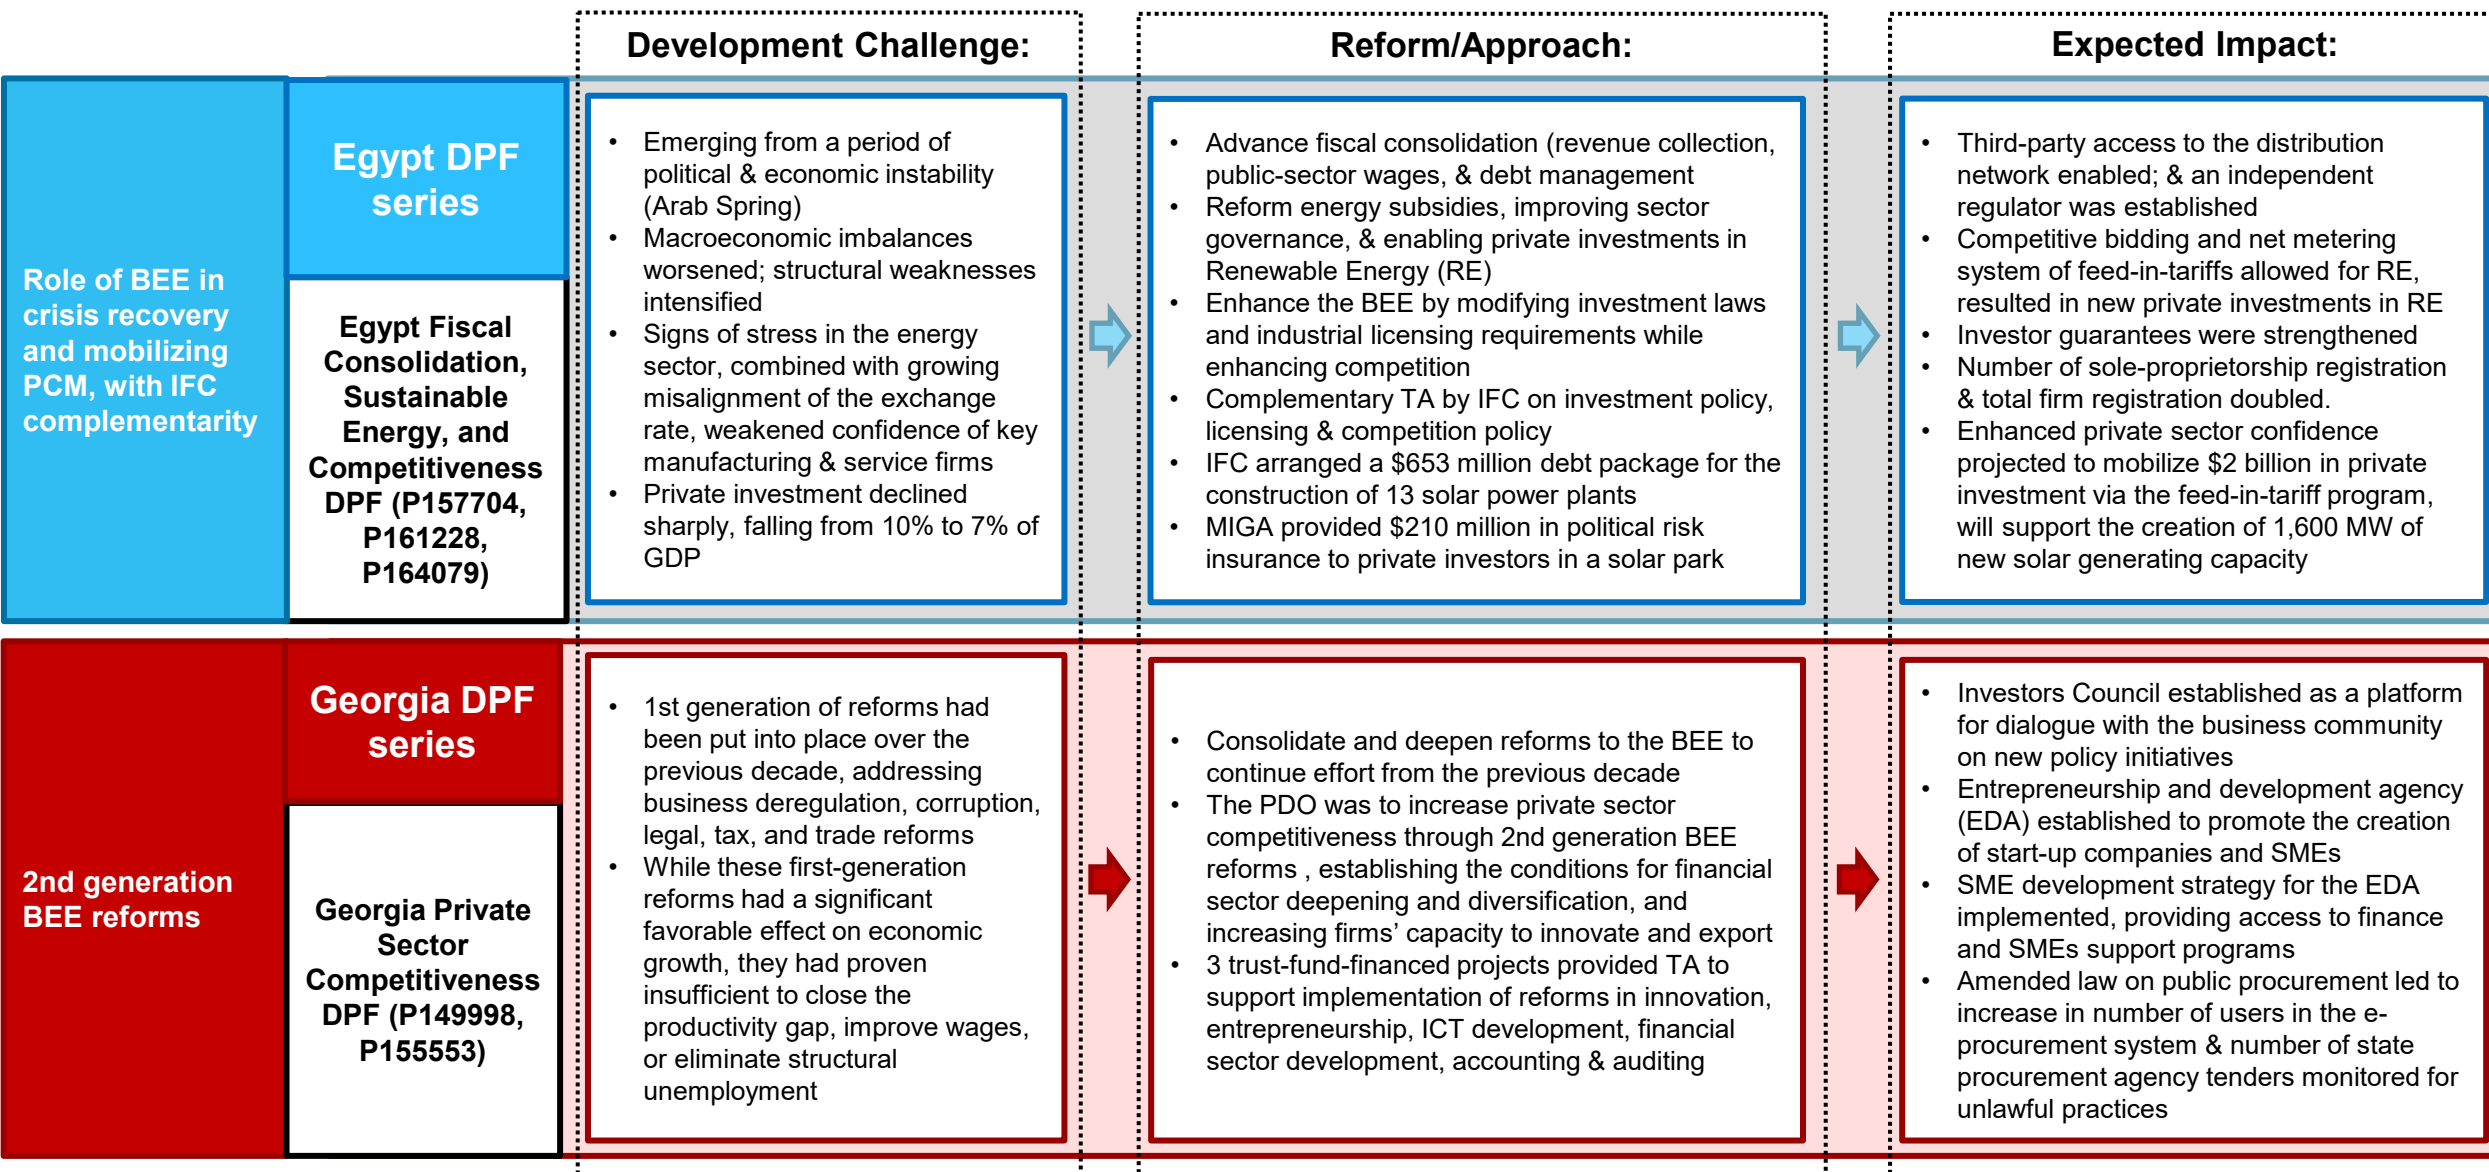 Development Challenge:
Reform/Approach:
Expected Impact:
Role of BEE in
crisis recovery
and mobilizing
PCM, with IFC
complementarity
Egypt DPF
series
Egypt Fiscal
Consolidation,
Sustainable
Energy, and
Competitiveness
DPF (P157704,
P161228,
P164079)
• Emerging from a period of
political & economic instability
(Arab Spring)
• Macroeconomic imbalances
worsened; structural weaknesses
intensified
• Signs of stress in the energy
sector, combined with growing
misalignment of the exchange
rate, weakened confidence of key
manufacturing & service firms
• Private investment declined
sharply, falling from 10% to 7% of
GDP
• Advance fiscal consolidation (revenue collection,
public-sector wages, & debt management
• Reform energy subsidies, improving sector
governance, & enabling private investments in
Renewable Energy (RE)
• Enhance the BEE by modifying investment laws
and industrial licensing requirements while
enhancing competition
• Complementary TA by IFC on investment policy,
licensing & competition policy
• IFC arranged a $653 million debt package for the
construction of 13 solar power plants
• MIGA provided $210 million in political risk
insurance to private investors in a solar park
• Third-party access to the distribution
network enabled; & an independent
regulator was established
• Competitive bidding and net metering
system of feed-in-tariffs allowed for RE,
resulted in new private investments in RE
• Investor guarantees were strengthened
• Number of sole-proprietorship registration
& total firm registration doubled.
• Enhanced private sector confidence
projected to mobilize $2 billion in private
investment via the feed-in-tariff program,
will support the creation of 1,600 MW of
new solar generating capacity
2nd generation
BEE reforms
Georgia DPF
series
Georgia Private
Sector
Competitiveness
DPF (P149998,
P155553)
• 1st generation of reforms had
been put into place over the
previous decade, addressing
business deregulation, corruption,
legal, tax, and trade reforms
• While these first-generation
reforms had a significant
favorable effect on economic
growth, they had proven
insufficient to close the
productivity gap, improve wages,
or eliminate structural
unemployment
• Consolidate and deepen reforms to the BEE to
continue effort from the previous decade
• The PDO was to increase private sector
competitiveness through 2nd generation BEE
reforms , establishing the conditions for financial
sector deepening and diversification, and
increasing firms’ capacity to innovate and export
• 3 trust-fund-financed projects provided TA to
support implementation of reforms in innovation,
entrepreneurship, ICT development, financial
sector development, accounting & auditing
• Investors Council established as a platform
for dialogue with the business community
on new policy initiatives
• Entrepreneurship and development agency
(EDA) established to promote the creation
of start-up companies and SMEs
• SME development strategy for the EDA
implemented, providing access to finance
and SMEs support programs
• Amended law on public procurement led to
increase in number of users in the e-
procurement system & number of state
procurement agency tenders monitored for
unlawful practices